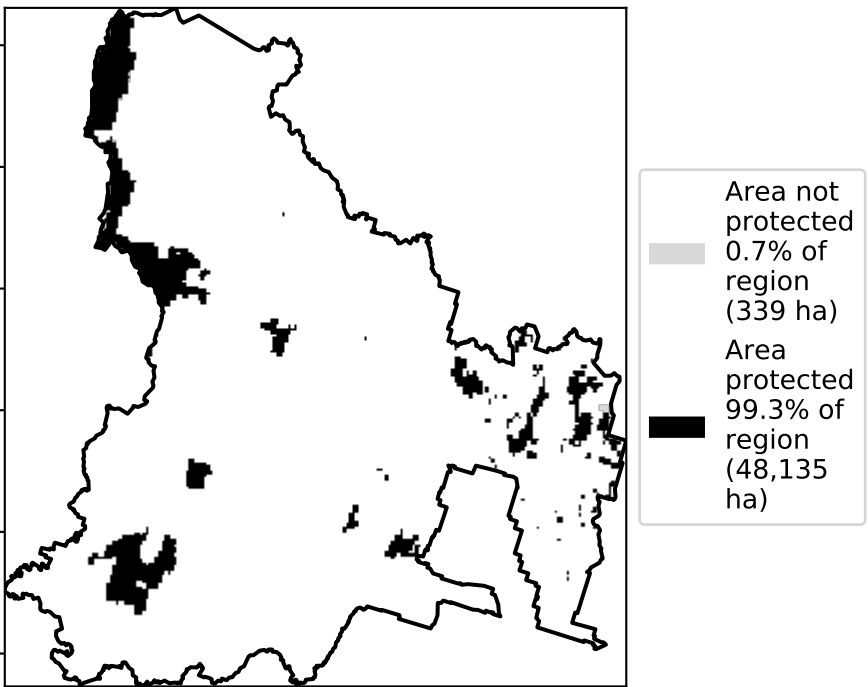 Area not
protected
0.7% of
region
(339 ha)
Area
protected
99.3% of
region
(48,135
ha)